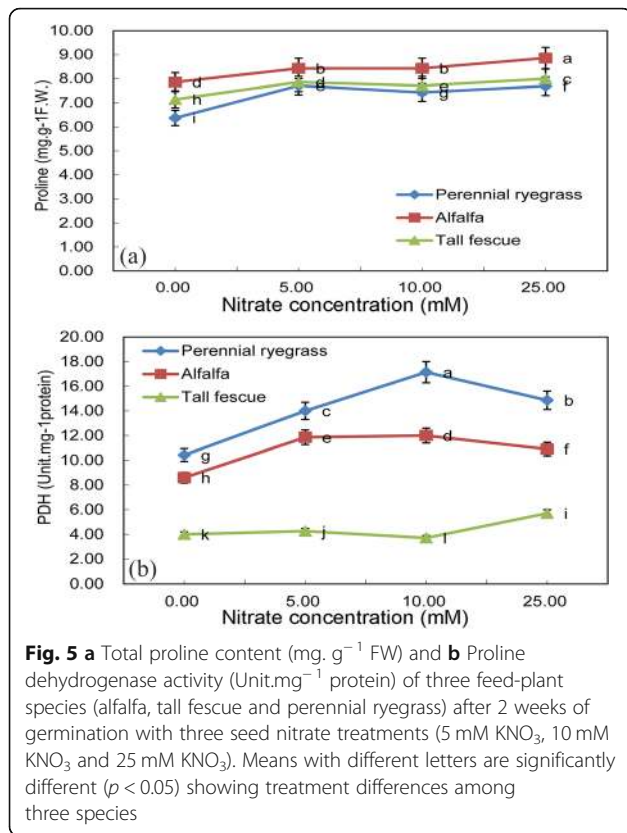 10.00
9.00
8.00
7.00
6.00
5.00
4.00
3.00
2.00
1.00
0.00
Proline (mg.g-1F.W.)
d b b a
h d e c
i g f
Perennial ryegrass
Alfalfa
Tall fescue
(a)
0.00 5.00 10.00 25.00
Nitrate concentration (mM)
20.00
18.00
16.00
14.00
12.00
10.00
8.00
6.00
4.00
2.00
0.00
PDH (Unit.mg-1protein)
Perennial ryegrass
Alfalfa
Tall fescue
g c a b
h e d f
k j l i
(b)
0.00 5.00 10.00 25.00
Nitrate concentration (mM)
Fig. 5 a Total proline content (mg. g⁻¹ FW) and b Proline
dehydrogenase activity (Unit.mg⁻¹ protein) of three feed-plant
species (alfalfa, tall fescue and perennial ryegrass) after 2 weeks of
germination with three seed nitrate treatments (5 mM KNO₃, 10 mM
KNO₃ and 25 mM KNO₃). Means with different letters are significantly
different (p < 0.05) showing treatment differences among
three species